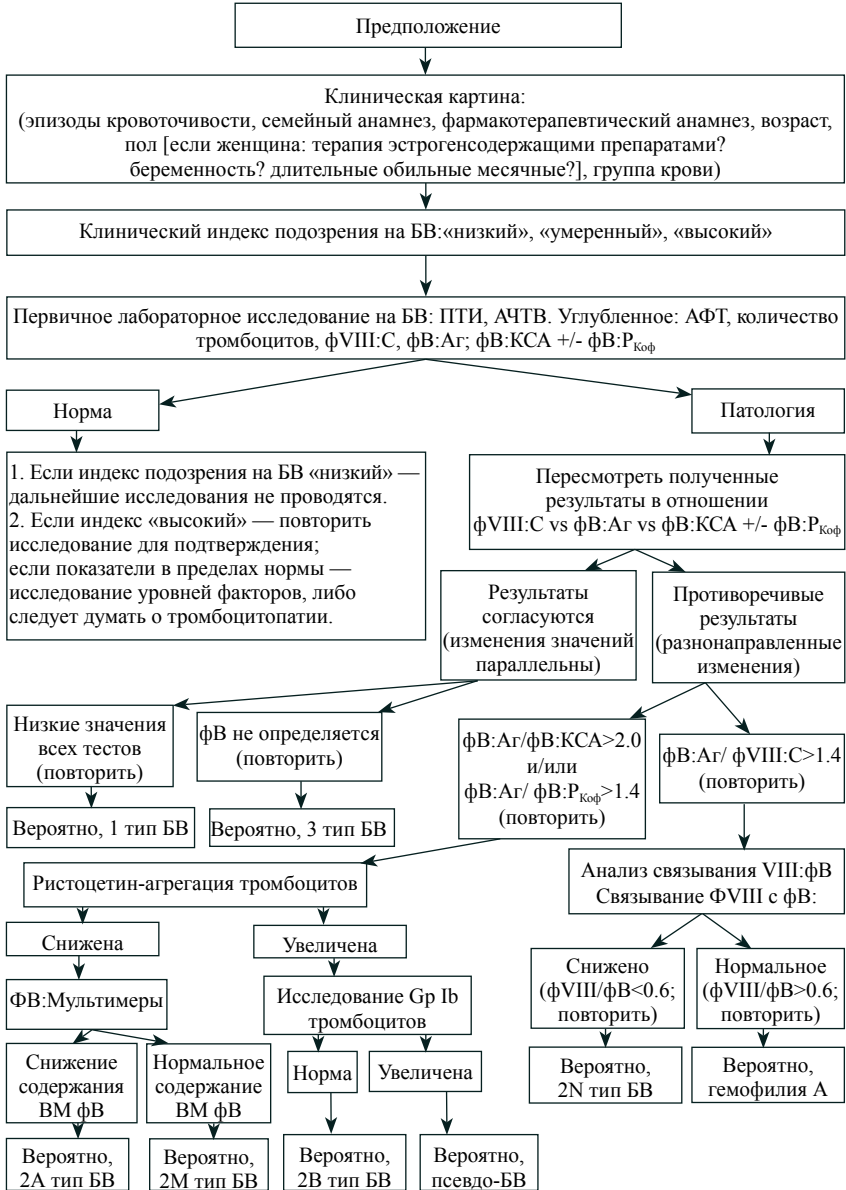 Предположение
Клиническая картина:
(эпизоды кровоточивости, семейный анамнез, фармакотерапевтический анамнез, возраст,
пол [если женщина: терапия эстрогенсодержащими препаратами?
беременность? длительные обильные месячные?], группа крови)
Клинический индекс подозрения на БВ:«низкий», «умеренный», «высокий»
Первичное лабораторное исследование на БВ: ПТИ, АЧТВ. Углубленное: АФТ, количество
тромбоцитов, фVIII:C, фВ:Аг; фВ:КСА +/- фВ:PКоф
Норма
Патология
1. Если индекс подозрения на БВ «низкий» —
дальнейшие исследования не проводятся.
2. Если индекс «высокий» — повторить
исследование для подтверждения;
если показатели в пределах нормы —
исследование уровней факторов, либо
следует думать о тромбоцитопатии.
Пересмотреть полученные
результаты в отношении
фVIII:C vs фВ:Аг vs фВ:КСА +/- фВ:PКоф
Результаты
согласуются
(изменения значений
параллельны)
Противоречивые
результаты
(разнонаправленные
изменения)
Низкие значения
всех тестов
(повторить)
фВ не определяется
(повторить)
фВ:Аг/фВ:КСА>2.0
и/или
фВ:Аг/ фВ:PКоф>1.4
(повторить)
фВ:Аг/ фVIII:C>1.4
(повторить)
Вероятно, 1 тип БВ
Вероятно, 3 тип БВ
Ристоцетин-агрегация тромбоцитов
Анализ связывания VIII:фВ
Связывание ФVIII с фВ:
Снижена
Увеличена
Снижено
(фVIII/фВ<0.6;
повторить)
Нормальное
(фVIII/фВ>0.6;
повторить)
ФВ:Мультимеры
Исследование Gp Ib
тромбоцитов
Снижение
содержания
ВМ фВ
Нормальное
содержание
ВМ фВ
Норма
Увеличена
Вероятно,
2N тип БВ
Вероятно,
гемофилия А
Вероятно,
2А тип БВ
Вероятно,
2М тип БВ
Вероятно,
2В тип БВ
Вероятно,
псевдо-БВ